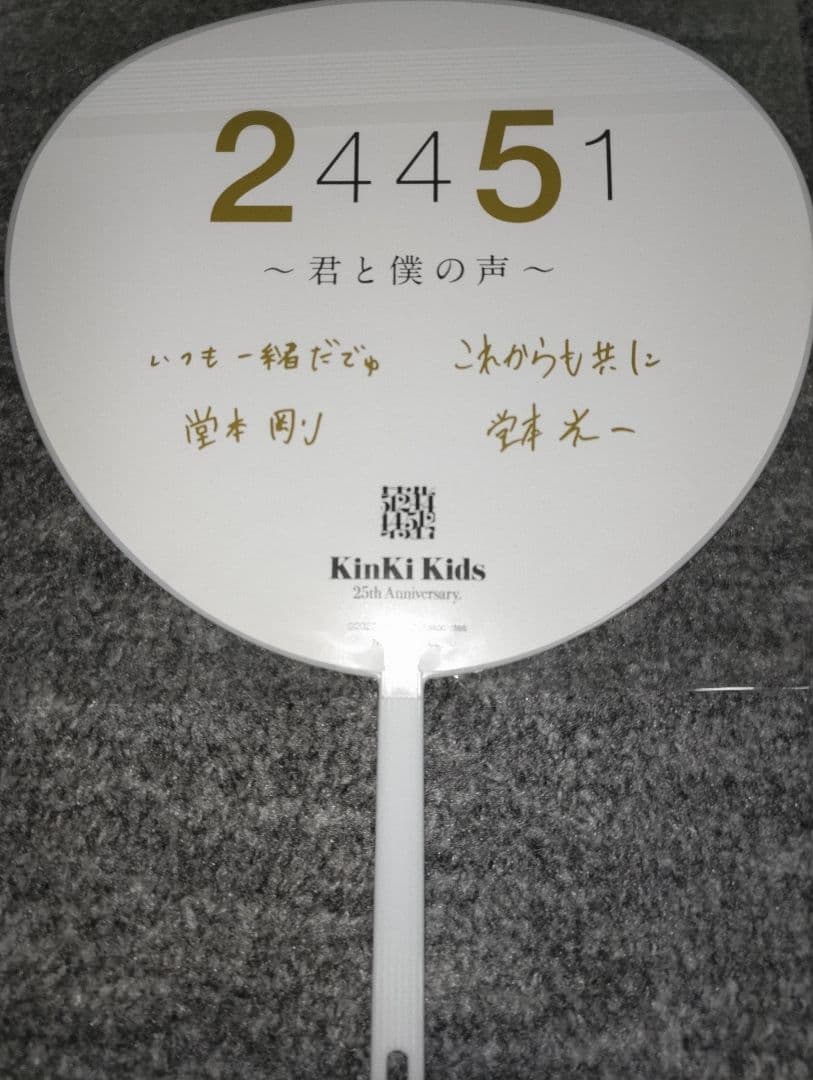 24451
～君と僕の声～
いつも一緒だでゅ　これからも共に
堂本 剛　堂本 光一
KinKi Kids
25th Anniversary.